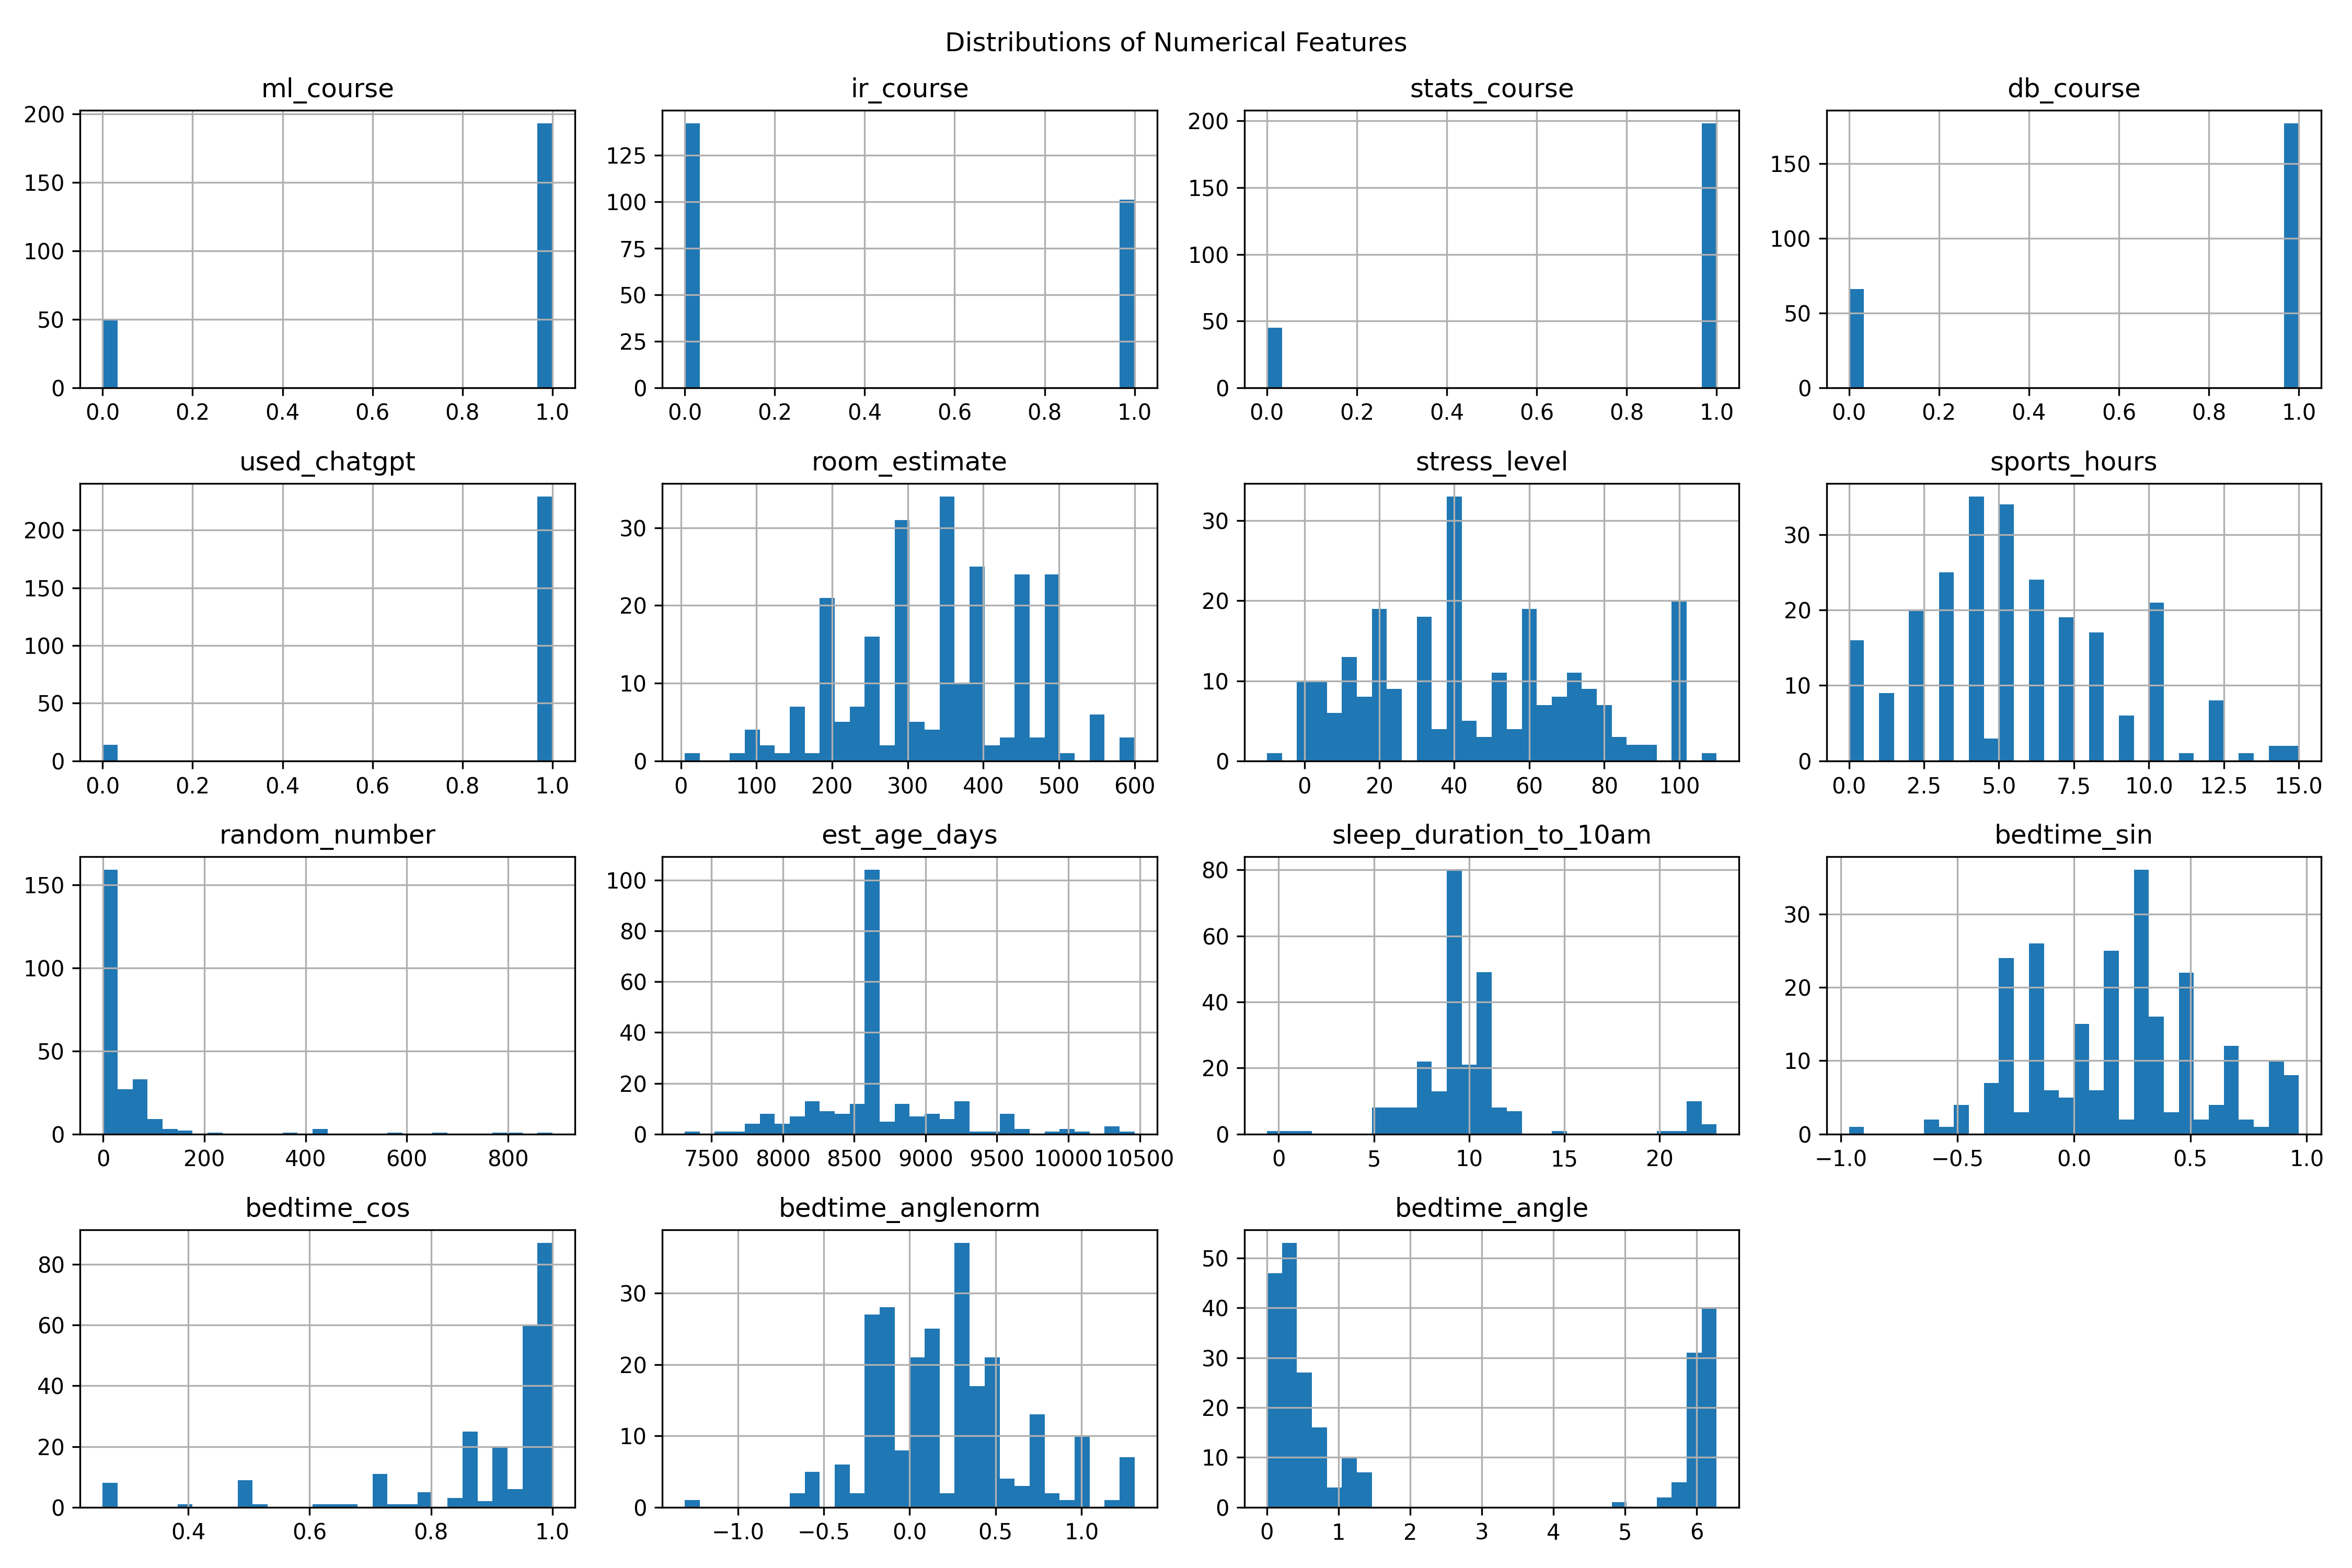 Distributions of Numerical Features
ml_course ir_course stats_course db_course
200 150 100 50 0
0.0 0.2 0.4 0.6 0.8 1.0
125 100 75 50 25 0
0.0 0.2 0.4 0.6 0.8 1.0
200 150 100 50 0
0.0 0.2 0.4 0.6 0.8 1.0
150 100 50 0
0.0 0.2 0.4 0.6 0.8 1.0
used_chatgpt room_estimate stress_level sports_hours
200 150 100 50 0
0.0 0.2 0.4 0.6 0.8 1.0
30 20 10 0
0 100 200 300 400 500 600
30 20 10 0
0 20 40 60 80 100
30 20 10 0
0.0 2.5 5.0 7.5 10.0 12.5 15.0
random_number est_age_days sleep_duration_to_10am bedtime_sin
150 100 50 0
0 200 400 600 800
100 80 60 40 20 0
7500 8000 8500 9000 9500 10000 10500
80 60 40 20 0
0 5 10 15 20
30 20 10 0
−1.0 −0.5 0.0 0.5 1.0
bedtime_cos bedtime_anglenorm bedtime_angle
80 60 40 20 0
0.4 0.6 0.8 1.0
30 20 10 0
−1.0 −0.5 0.0 0.5 1.0
50 40 30 20 10 0
0 1 2 3 4 5 6